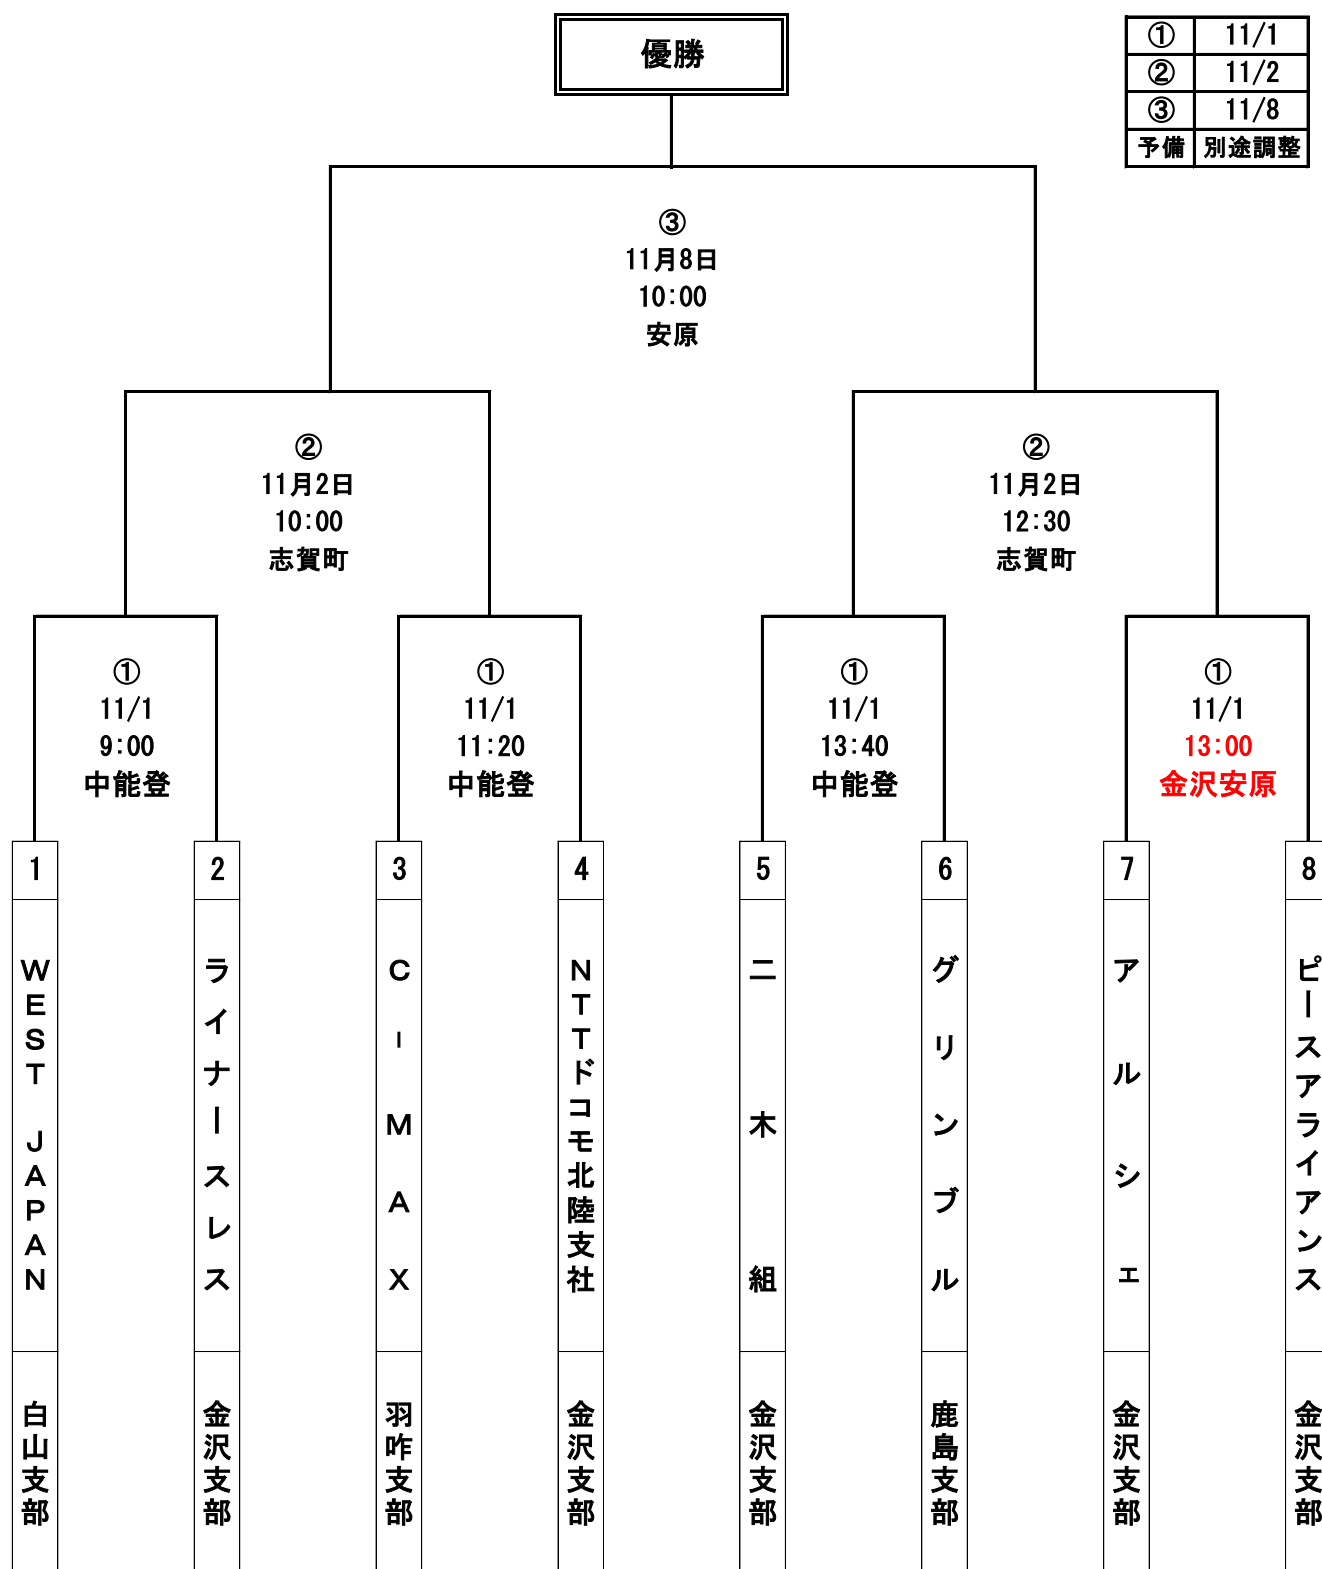 優勝
① 11/1
② 11/2
③ 11/8
予備 別途調整
③
11月8日
10:00
安原
②
11月2日
10:00
志賀町
②
11月2日
12:30
志賀町
①
11/1
9:00
中能登
①
11/1
11:20
中能登
①
11/1
13:40
中能登
①
11/1
13:00
金沢安原
1
WEST JAPAN
白山支部
2
ライナースレス
金沢支部
3
C-MAX
羽咋支部
4
NTTドコモ北陸支社
金沢支部
5
二木組
金沢支部
6
グリンブル
鹿島支部
7
アルシェ
金沢支部
8
ピースアライアンス
金沢支部